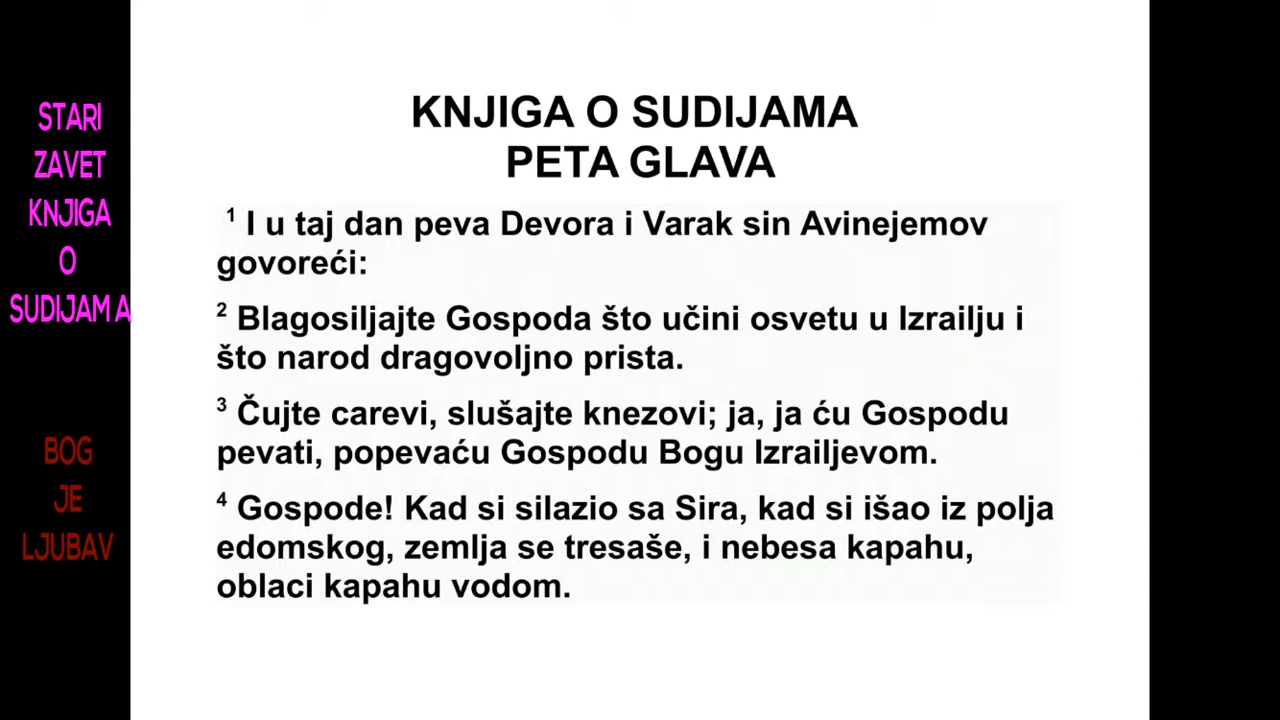 STARI
ZAVET
KNJIGA
O
SUDIJAMA
BOG
JE
LJUBAV
KNJIGA O SUDIJAMA
PETA GLAVA
1 I u taj dan peva Devora i Varak sin Avinejemov
govoreći:
2 Blagosiljajte Gospoda što učini osvetu u Izrailju i
što narod dragovoljno prista.
3 Čujte carevi, slušajte knezovi; ja, ja ću Gospodu
pevati, popevaću Gospodu Bogu Izrailjevom.
4 Gospode! Kad si silazio sa Sira, kad si išao iz polja
edomskog, zemlja se tresaše, i nebesa kapahu,
oblaci kapahu vodom.